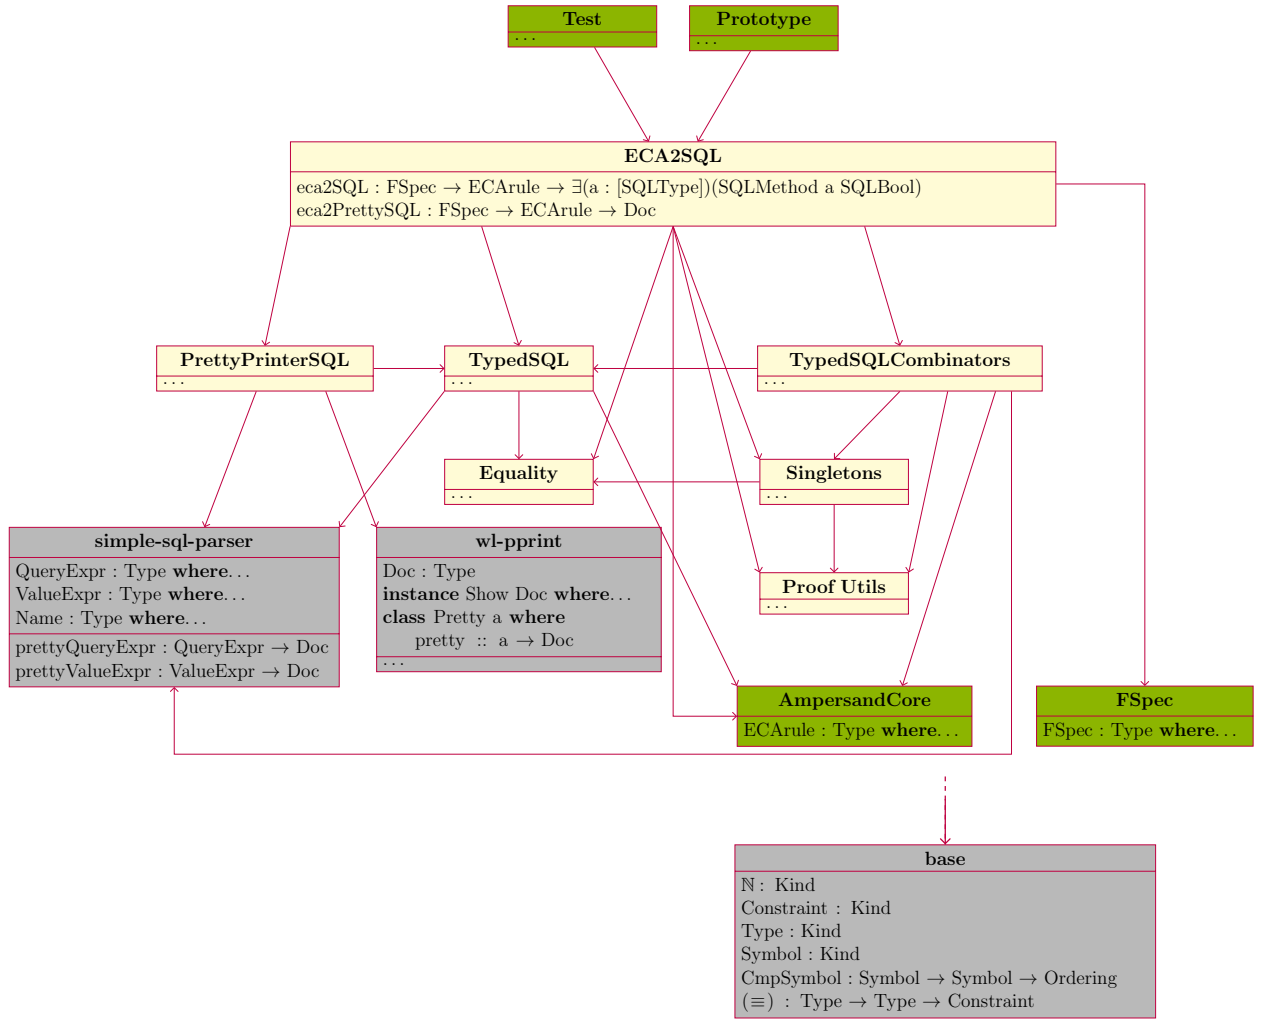 Test
...
Prototype
...
ECA2SQL
eca2SQL : FSpec → ECArule → ∃(a : [SQLType])(SQLMethod a SQLBool)
eca2PrettySQL : FSpec → ECArule → Doc
PrettyPrinterSQL
...
TypedSQL
...
TypedSQLCombinators
...
Equality
...
Singletons
...
simple-sql-parser
QueryExpr : Type where...
ValueExpr : Type where...
Name : Type where...
prettyQueryExpr : QueryExpr → Doc
prettyValueExpr : ValueExpr → Doc
wl-pprint
Doc : Type
instance Show Doc where...
class Pretty a where
pretty :: a → Doc
...
Proof Utils
...
AmpersandCore
ECArule : Type where...
FSpec
FSpec : Type where...
base
ℕ : Kind
Constraint : Kind
Type : Kind
Symbol : Kind
CmpSymbol : Symbol → Symbol → Ordering
(≡) : Type → Type → Constraint